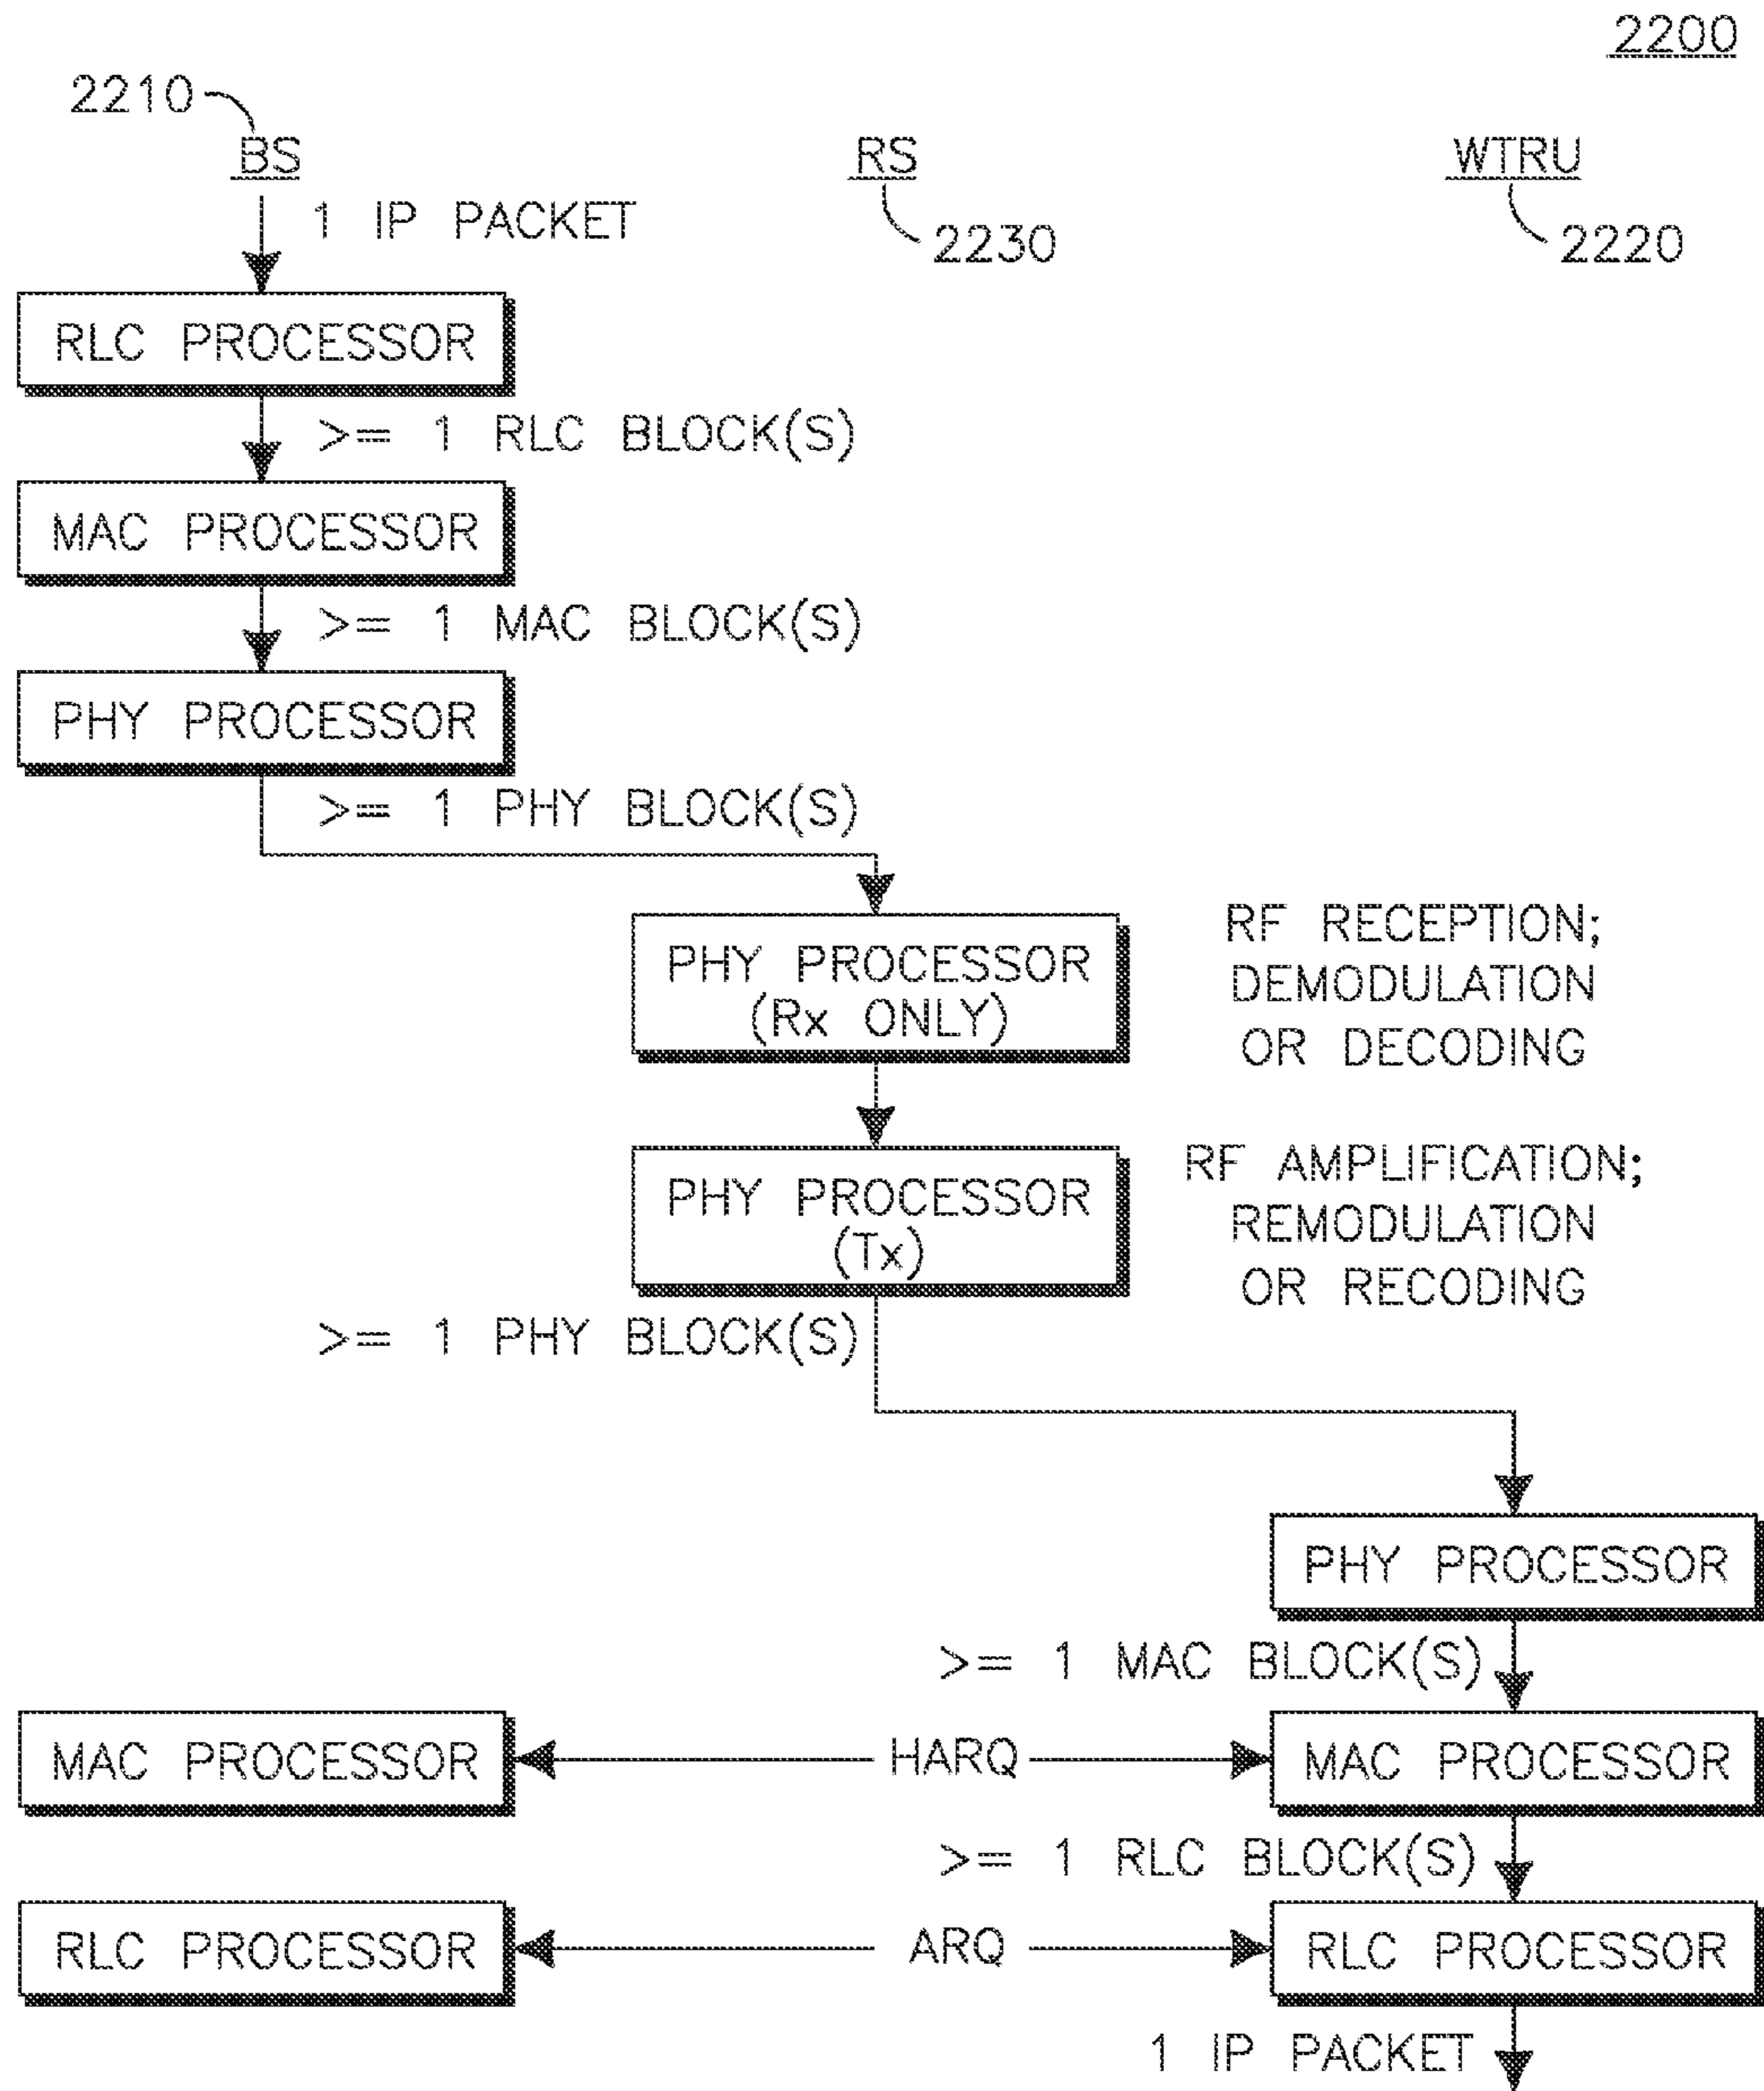 2200
2210
BS
RS
WTRU
1 IP PACKET
2230
2220
RLC PROCESSOR
>= 1 RLC BLOCK(S)
MAC PROCESSOR
>= 1 MAC BLOCK(S)
PHY PROCESSOR
>= 1 PHY BLOCK(S)
PHY PROCESSOR
(Rx ONLY)
RF RECEPTION;
DEMODULATION
OR DECODING
PHY PROCESSOR
(Tx)
RF AMPLIFICATION;
REMODULATION
OR RECODING
>= 1 PHY BLOCK(S)
PHY PROCESSOR
>= 1 MAC BLOCK(S)
MAC PROCESSOR
HARQ
MAC PROCESSOR
>= 1 RLC BLOCK(S)
RLC PROCESSOR
ARQ
RLC PROCESSOR
1 IP PACKET